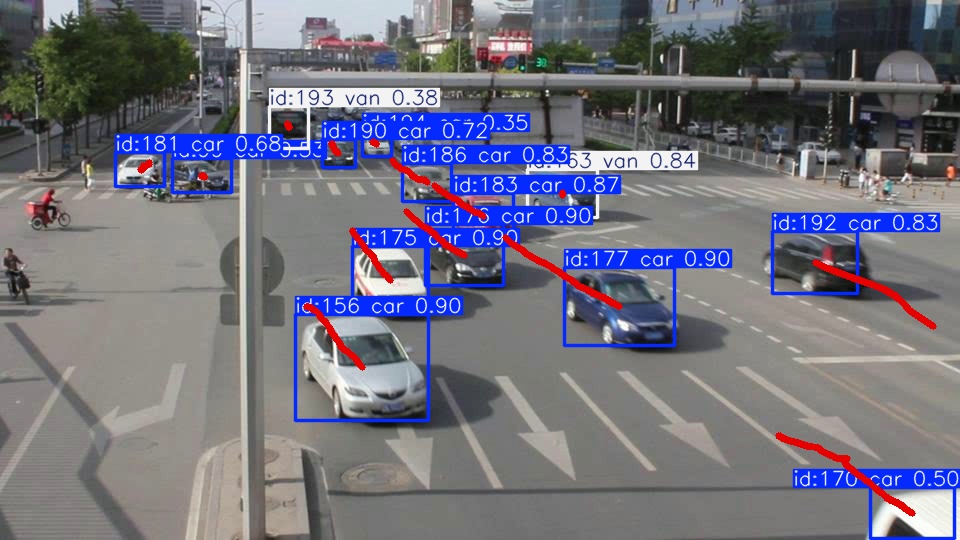 id:193 van 0.38
0.35
id:190 car 0.72
id:181 car 0.68
id:186 car 0.83
van 0.84
id:183 car 0.87
car 0.90
id:192 car 0.83
id:175 car 0.90
id:177 car 0.90
id:156 car 0.90
id:170 car 0.50